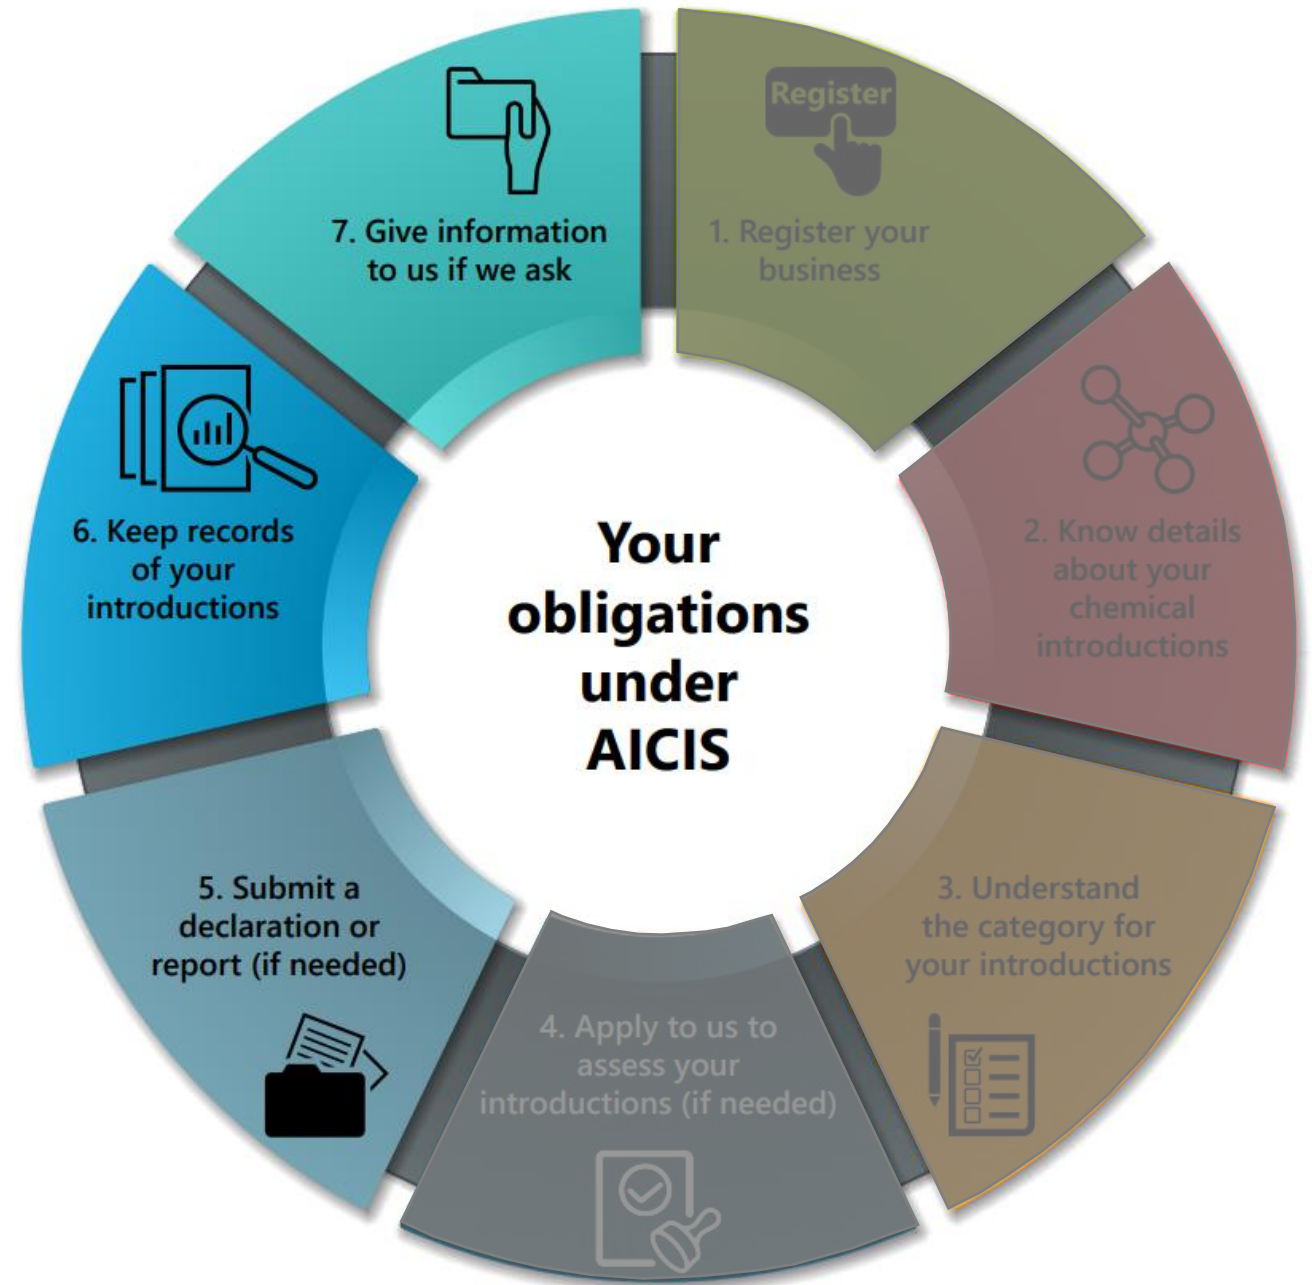 Your
obligations
under
AICIS
Register
1. Register your
business
2. Know details
about your
chemical
introductions
3. Understand
the category for
your introductions
4. Apply to us to
assess your
introductions (if needed)
5. Submit a
declaration or
report (if needed)
6. Keep records
of your
introductions
7. Give information
to us if we ask